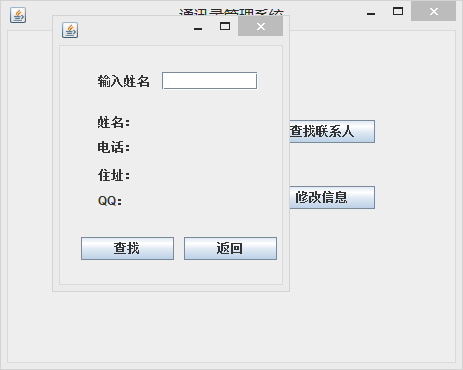 通讯录管理系统
输入姓名
姓名：
查找联系人
电话：
住址：
修改信息
QQ：
查找 返回